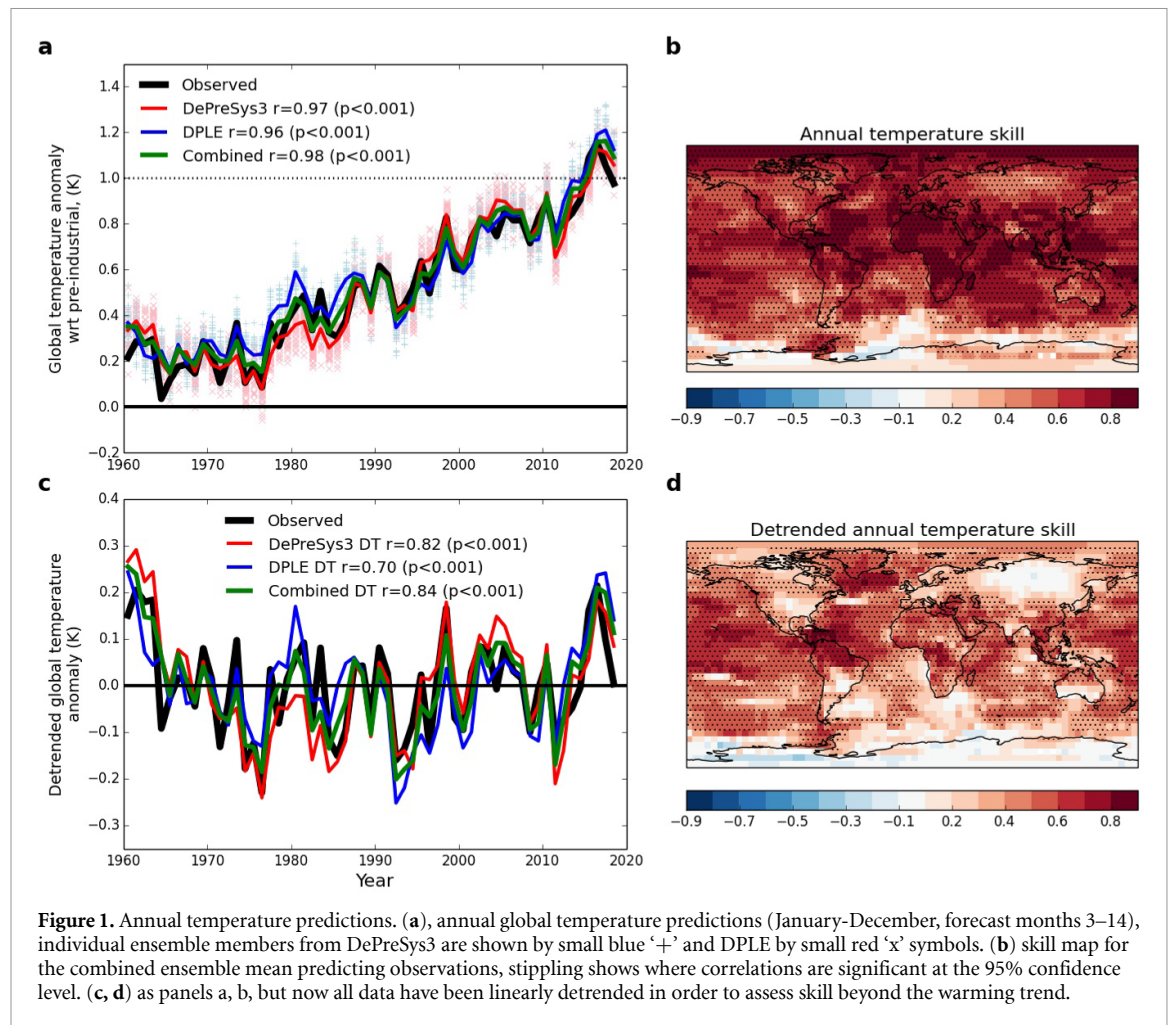 a
1.4
1.2
1.0
0.8
0.6
0.4
0.2
0.0
−0.2
Global temperature anomaly
wrt pre-industrial, (K)
Observed
DePreSys3 r=0.97 (p<0.001)
DPLE r=0.96 (p<0.001)
Combined r=0.98 (p<0.001)
1960 1970 1980 1990 2000 2010 2020
b
Annual temperature skill
−0.9 −0.7 −0.5 −0.3 −0.1 0.2 0.4 0.6 0.8
c
0.4
0.3
0.2
0.1
0.0
−0.1
−0.2
−0.3
Detrended global temperature
anomaly (K)
Observed
DePreSys3 DT r=0.82 (p<0.001)
DPLE DT r=0.70 (p<0.001)
Combined DT r=0.84 (p<0.001)
1960 1970 1980 1990 2000 2010 2020
Year
d
Detrended annual temperature skill
−0.9 −0.7 −0.5 −0.3 −0.1 0.2 0.4 0.6 0.8
Figure 1. Annual temperature predictions. (a), annual global temperature predictions (January-December, forecast months 3–14),
individual ensemble members from DePreSys3 are shown by small blue ‘+’ and DPLE by small red ‘x’ symbols. (b) skill map for
the combined ensemble mean predicting observations, stippling shows where correlations are significant at the 95% confidence
level. (c, d) as panels a, b, but now all data have been linearly detrended in order to assess skill beyond the warming trend.